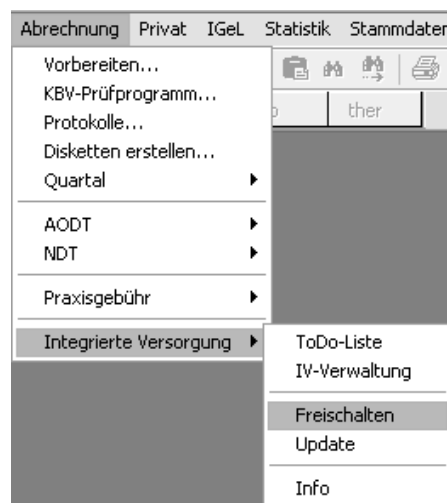 Abrechnung Privat IGeL Statistik Stammdater
Vorbereiten...
KBV-Prüfprogramm...
Protokolle...
Disketten erstellen...
Quartal
ther
AODT
NDT
Praxisgebühr
Integrierte Versorgung
ToDo-Liste
IV-Verwaltung
Freischalten
Update
Info